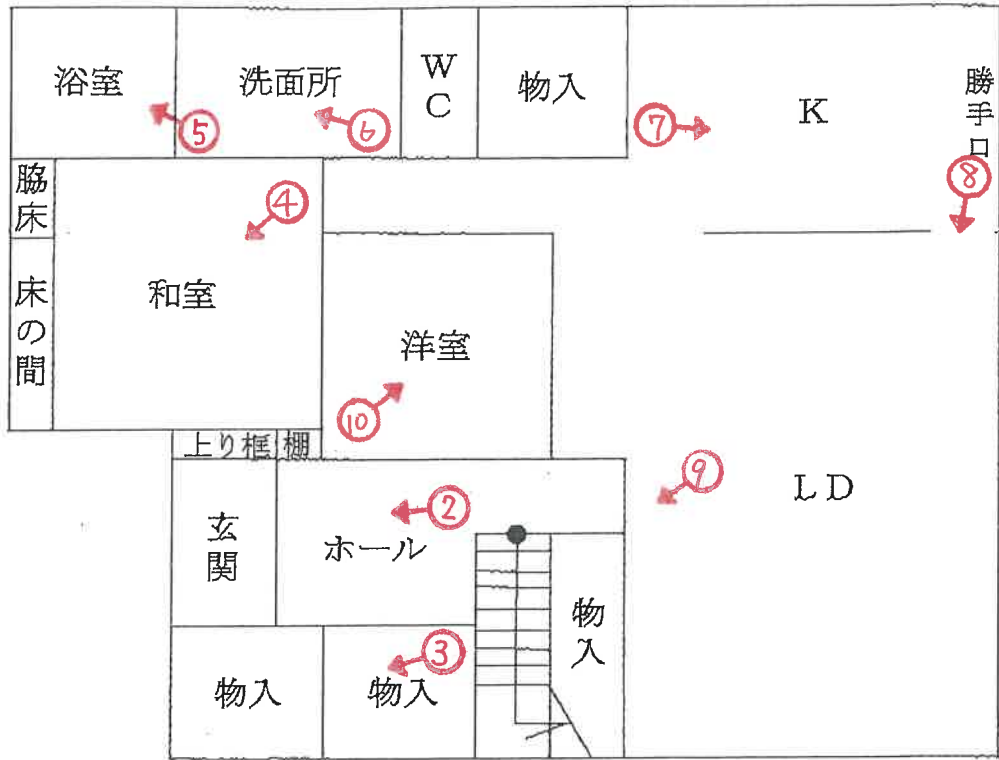 浴室
洗面所
WC
物入
K
勝手口
⑤
⑥
⑦
⑧
脇床
④
床の間
和室
洋室
⑩
上り框
棚
⑨
LD
②
玄関
ホール
物入
③
物入
物入